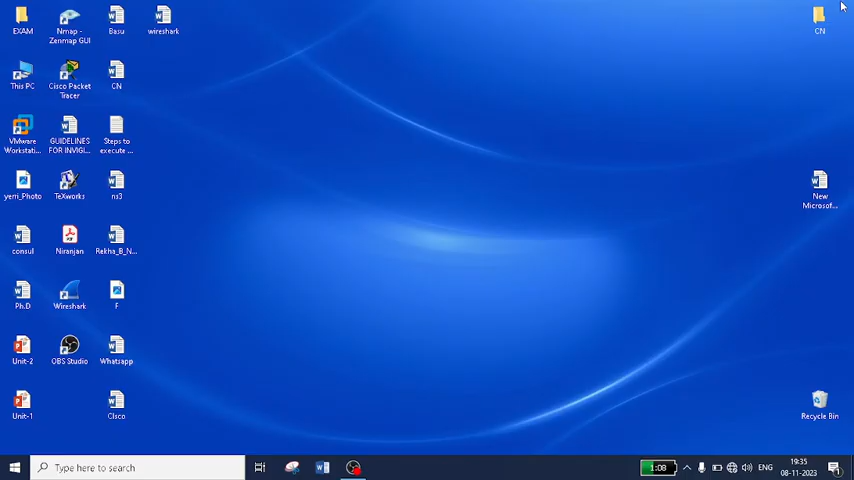 EXAM
Nmap -
Zenmap GUI
Basu
wireshark
CN
This PC
Cisco Packet
Tracer
CN
VMware
Workstati...
GUIDELINES
FOR INVIGI...
Steps to
execute ...
yerri_Photo
TeXworks
ns3
New
Microsof...
consul
Niranjan
Rekha_B_N...
Ph.D
Wireshark
F
Unit-2
OBS Studio
Whatsapp
Unit-1
CIsco
Recycle Bin
Type here to search
1:08
ENG
19:35
08-11-2023
1